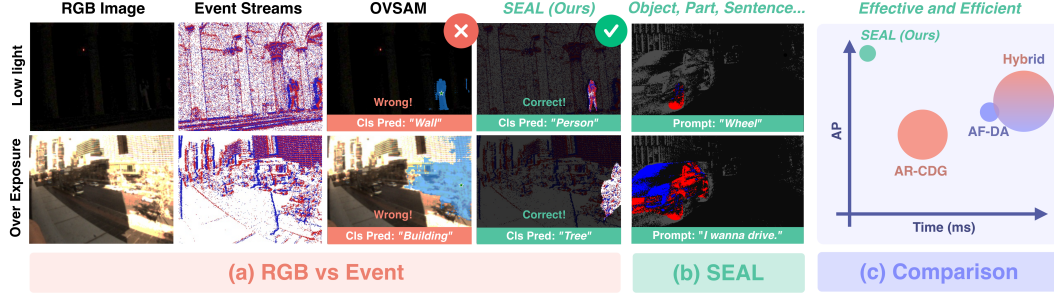 RGB Image
Event Streams
OVSAM
SEAL (Ours)
Object, Part, Sentence...
Effective and Efficient
Low light
Wrong!
Cls Pred: "Wall"
Correct!
Cls Pred: "Person"
Prompt: "Wheel"
Over Exposure
Wrong!
Cls Pred: "Building"
Correct!
Cls Pred: "Tree"
Prompt: "I wanna drive."
SEAL (Ours)
Hybrid
AF-DA
AR-CDG
AP
Time (ms)
(a) RGB vs Event
(b) SEAL
(c) Comparison